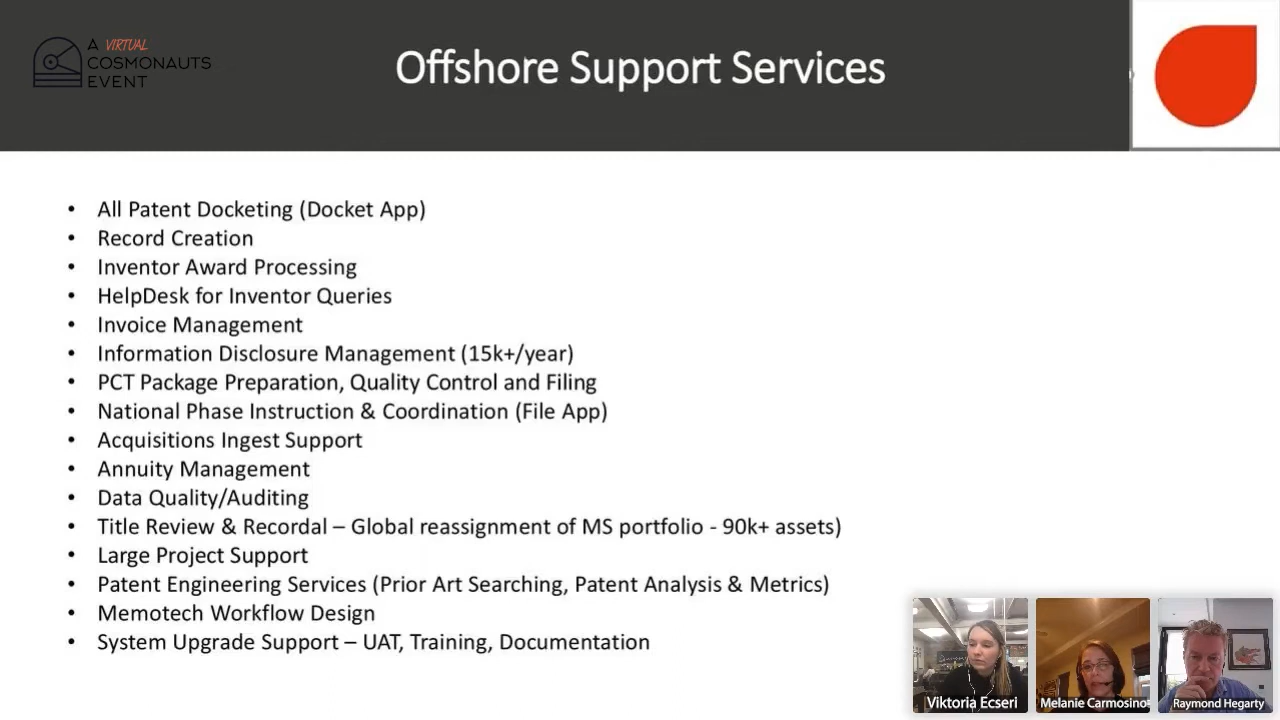 A VIRTUAL
COSMONAUTS
EVENT
Offshore Support Services
• All Patent Docketing (Docket App)
• Record Creation
• Inventor Award Processing
• HelpDesk for Inventor Queries
• Invoice Management
• Information Disclosure Management (15k+/year)
• PCT Package Preparation, Quality Control and Filing
• National Phase Instruction & Coordination (File App)
• Acquisitions Ingest Support
• Annuity Management
• Data Quality/Auditing
• Title Review & Recordal – Global reassignment of MS portfolio - 90k+ assets)
• Large Project Support
• Patent Engineering Services (Prior Art Searching, Patent Analysis & Metrics)
• Memotech Workflow Design
• System Upgrade Support – UAT, Training, Documentation
Viktoria Ecseri
Melanie Carmosino
Raymond Hegarty